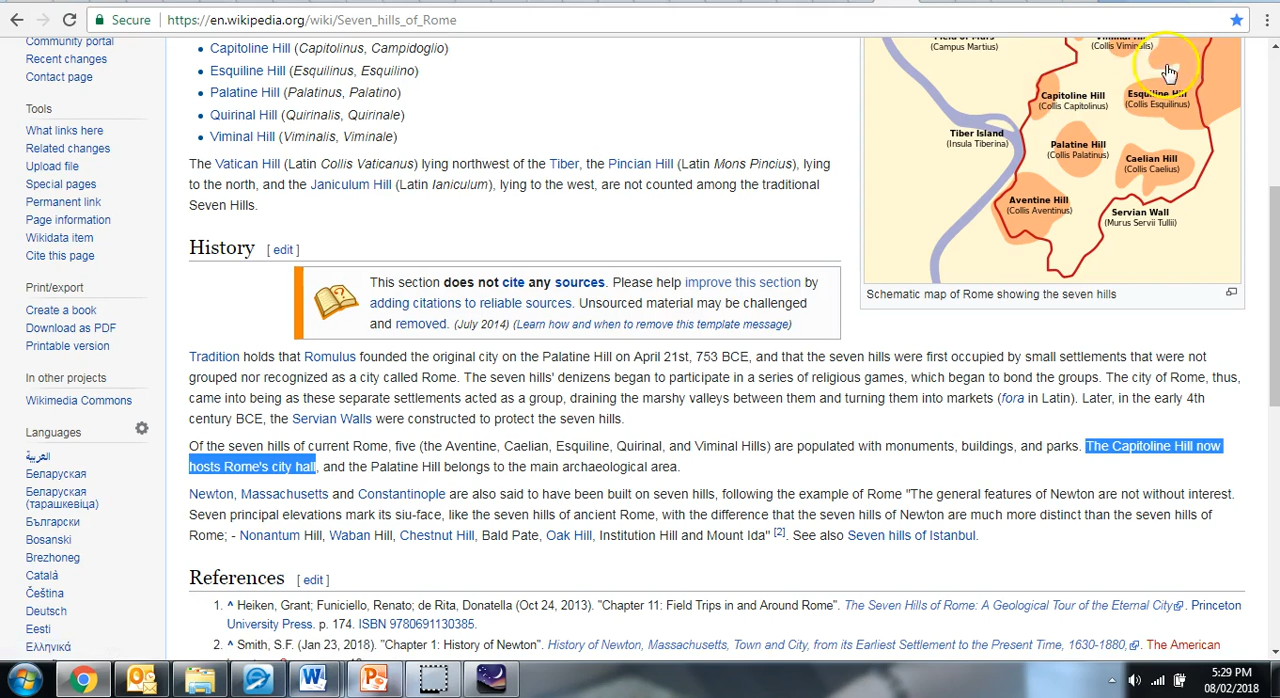 Secure
https://en.wikipedia.org/wiki/Seven_hills_of_Rome
Community portal
Recent changes
Contact page
Tools
What links here
Related changes
Upload file
Special pages
Permanent link
Page information
Wikidata item
Cite this page
Print/export
Create a book
Download as PDF
Printable version
In other projects
Wikimedia Commons
Languages
العربية
Беларуская
Беларуская
(тарашкевіца)
Български
Bosanski
Brezhoneg
Català
Čeština
Deutsch
Eesti
Ελληνικά
Capitoline Hill (Capitolinus, Campidoglio)
Esquiline Hill (Esquilinus, Esquilino)
Palatine Hill (Palatinus, Palatino)
Quirinal Hill (Quirinalis, Quirinale)
Viminal Hill (Viminalis, Viminale)
The Vatican Hill (Latin Collis Vaticanus) lying northwest of the Tiber, the Pincian Hill (Latin Mons Pincius), lying
to the north, and the Janiculum Hill (Latin Ianiculum), lying to the west, are not counted among the traditional
Seven Hills.
Field of Mars
(Campus Martius)
Viminal Hill
(Collis Viminalis)
Capitoline Hill
(Collis Capitolinus)
Esquiline Hill
(Collis Esquilinus)
Tiber Island
(Insula Tiberina)
Palatine Hill
(Collis Palatinus)
Caelian Hill
(Collis Caelius)
Aventine Hill
(Collis Aventinus)
Servian Wall
(Murus Servii Tullii)
Schematic map of Rome showing the seven hills
History [ edit ]
This section does not cite any sources. Please help improve this section by
adding citations to reliable sources. Unsourced material may be challenged
and removed. (July 2014) (Learn how and when to remove this template message)
Tradition holds that Romulus founded the original city on the Palatine Hill on April 21st, 753 BCE, and that the seven hills were first occupied by small settlements that were not
grouped nor recognized as a city called Rome. The seven hills' denizens began to participate in a series of religious games, which began to bond the groups. The city of Rome, thus,
came into being as these separate settlements acted as a group, draining the marshy valleys between them and turning them into markets (fora in Latin). Later, in the early 4th
century BCE, the Servian Walls were constructed to protect the seven hills.
Of the seven hills of current Rome, five (the Aventine, Caelian, Esquiline, Quirinal, and Viminal Hills) are populated with monuments, buildings, and parks. The Capitoline Hill now
hosts Rome's city hall, and the Palatine Hill belongs to the main archaeological area.
Newton, Massachusetts and Constantinople are also said to have been built on seven hills, following the example of Rome "The general features of Newton are not without interest.
Seven principal elevations mark its siu-face, like the seven hills of ancient Rome, with the difference that the seven hills of Newton are much more distinct than the seven hills of
Rome; - Nonantum Hill, Waban Hill, Chestnut Hill, Bald Pate, Oak Hill, Institution Hill and Mount Ida" [2]. See also Seven hills of Istanbul.
References [ edit ]
1. ^ Heiken, Grant; Funiciello, Renato; de Rita, Donatella (Oct 24, 2013). "Chapter 11: Field Trips in and Around Rome". The Seven Hills of Rome: A Geological Tour of the Eternal City. Princeton
University Press. p. 174. ISBN 9780691130385.
2. ^ Smith, S.F. (Jan 23, 2018). "Chapter 1: History of Newton". History of Newton, Massachusetts, Town and City, from its Earliest Settlement to the Present Time, 1630-1880, The American
5:29 PM
08/02/2018